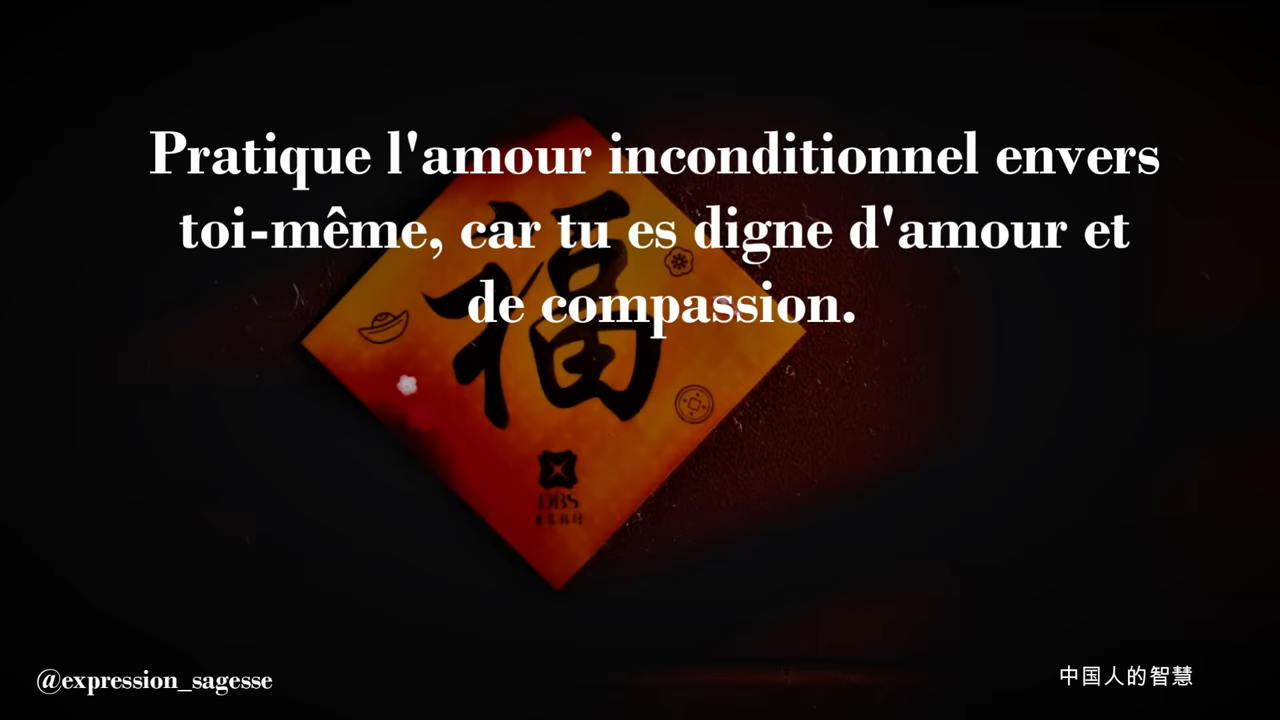 Pratique l'amour inconditionnel envers
toi-même, car tu es digne d'amour et
de compassion.
福
DBS
@expression_sagesse
中国人的智慧